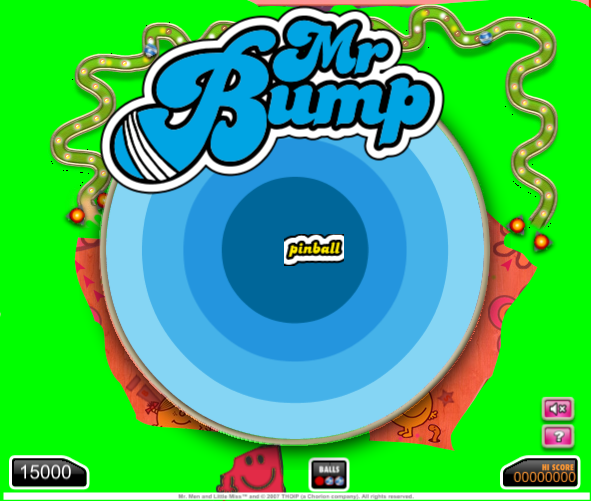 Mr
Bump
pinball
?
15000
BALLS
HI SCORE
00000000
Mr. Men and Little Miss™ and © 2007 THOIP (a Chorion company). All rights reserved.